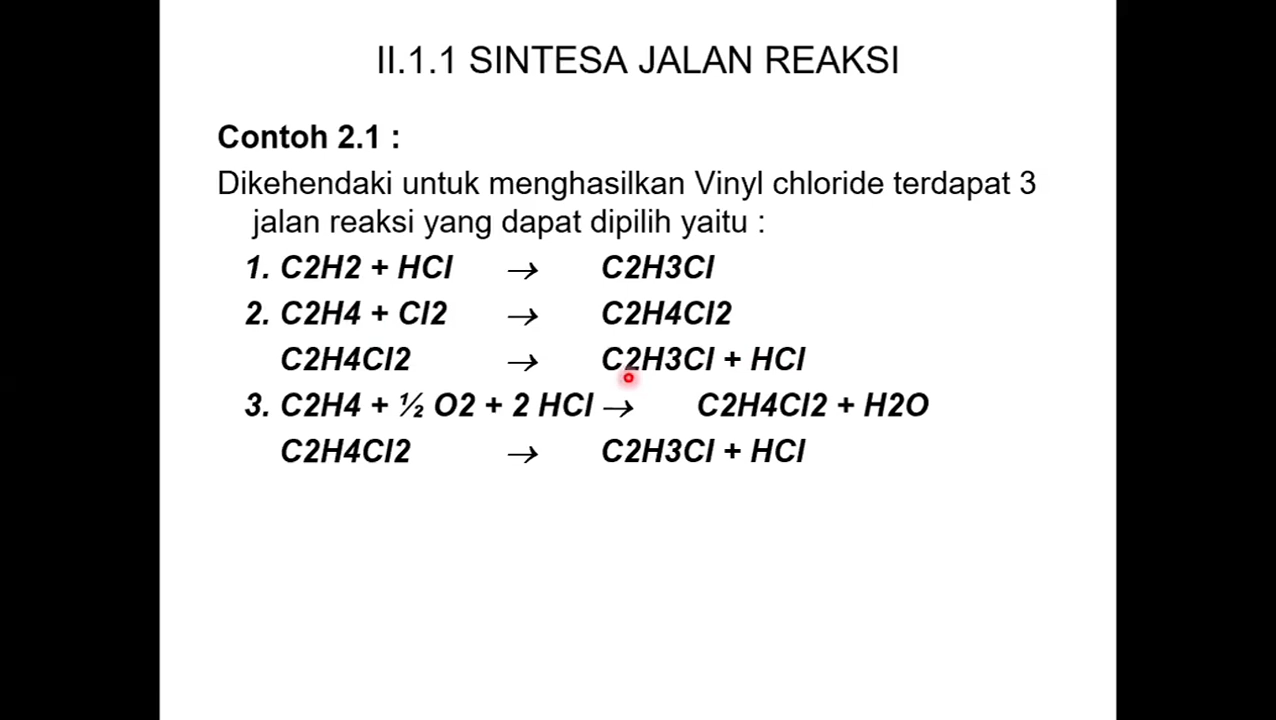 II.1.1 SINTESA JALAN REAKSI
Contoh 2.1 :
Dikehendaki untuk menghasilkan Vinyl chloride terdapat 3
jalan reaksi yang dapat dipilih yaitu :
1. C2H2 + HCl → C2H3Cl
2. C2H4 + Cl2 → C2H4Cl2
C2H4Cl2 → C2H3Cl + HCl
3. C2H4 + ½ O2 + 2 HCl → C2H4Cl2 + H2O
C2H4Cl2 → C2H3Cl + HCl